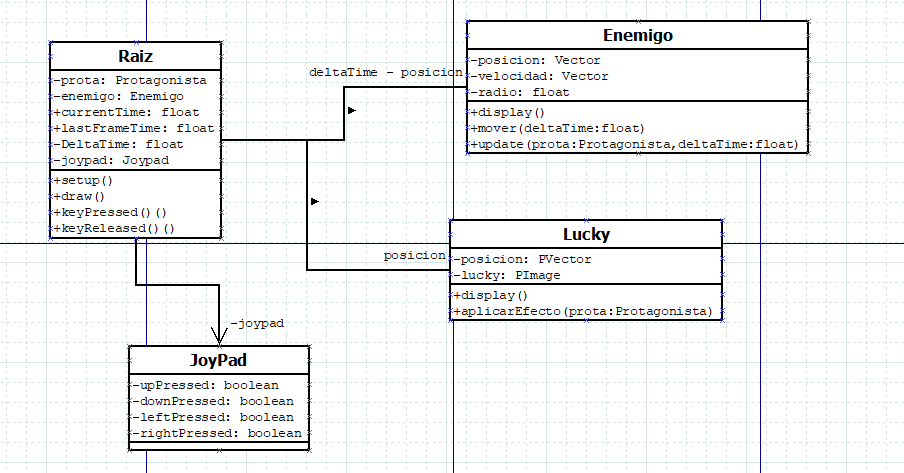 Raiz
-prota: Protagonista
-enemigo: Enemigo
+currentTime: float
+lastFrameTime: float
-DeltaTime: float
-joypad: Joypad
+setup()
+draw()
+keyPressed()()
+keyReleased()()
deltaTime - posicion
Enemigo
-posicion: Vector
-velocidad: Vector
-radio: float
+display()
+mover(deltaTime:float)
+update(prota:Protagonista,deltaTime:float)
posicion
Lucky
-posicion: PVector
-lucky: PImage
+display()
+aplicarEfecto(prota:Protagonista)
-joypad
JoyPad
-upPressed: boolean
-downPressed: boolean
-leftPressed: boolean
-rightPressed: boolean